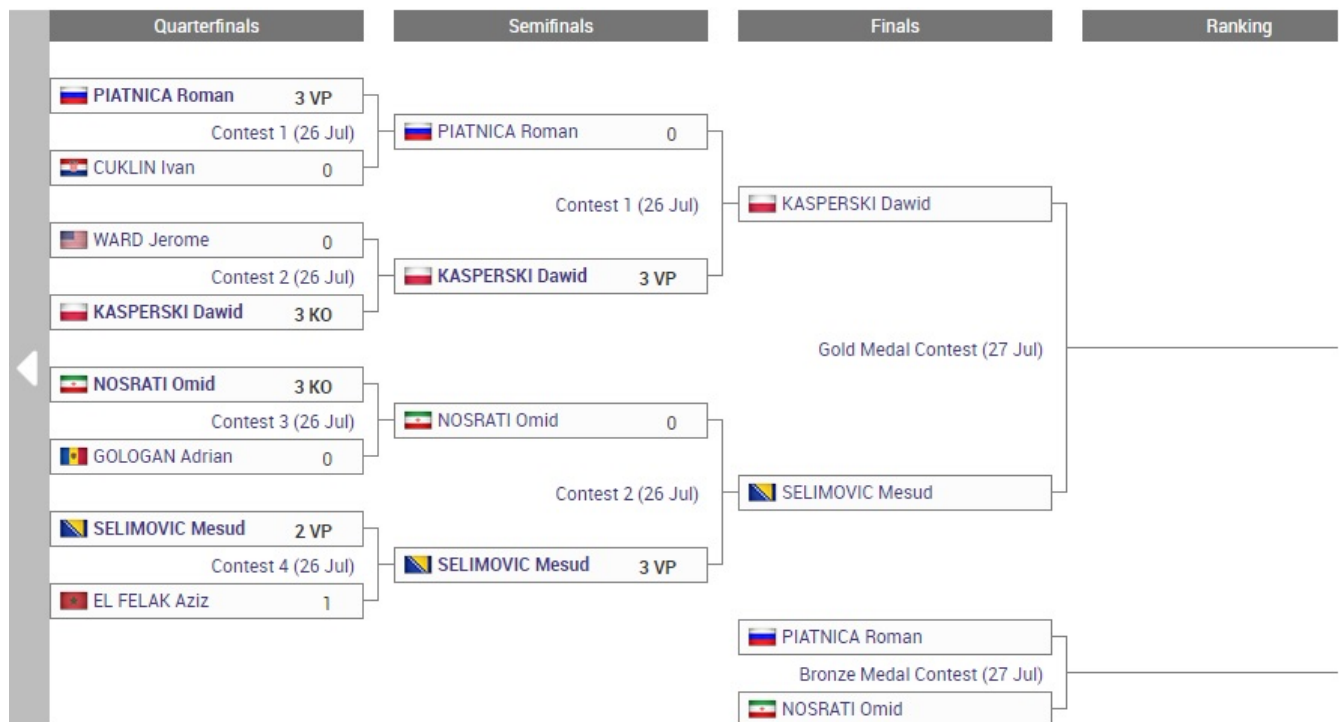 Quarterfinals
Semifinals
Finals
Ranking
PIATNICA Roman 3 VP
Contest 1 (26 Jul)
CUKLIN Ivan 0
WARD Jerome 0
Contest 2 (26 Jul)
KASPERSKI Dawid 3 KO
NOSRATI Omid 3 KO
Contest 3 (26 Jul)
GOLOGAN Adrian 0
SELIMOVIC Mesud 2 VP
Contest 4 (26 Jul)
EL FELAK Aziz 1
PIATNICA Roman 0
Contest 1 (26 Jul)
KASPERSKI Dawid 3 VP
NOSRATI Omid 0
Contest 2 (26 Jul)
SELIMOVIC Mesud 3 VP
KASPERSKI Dawid
Gold Medal Contest (27 Jul)
SELIMOVIC Mesud
PIATNICA Roman
Bronze Medal Contest (27 Jul)
NOSRATI Omid